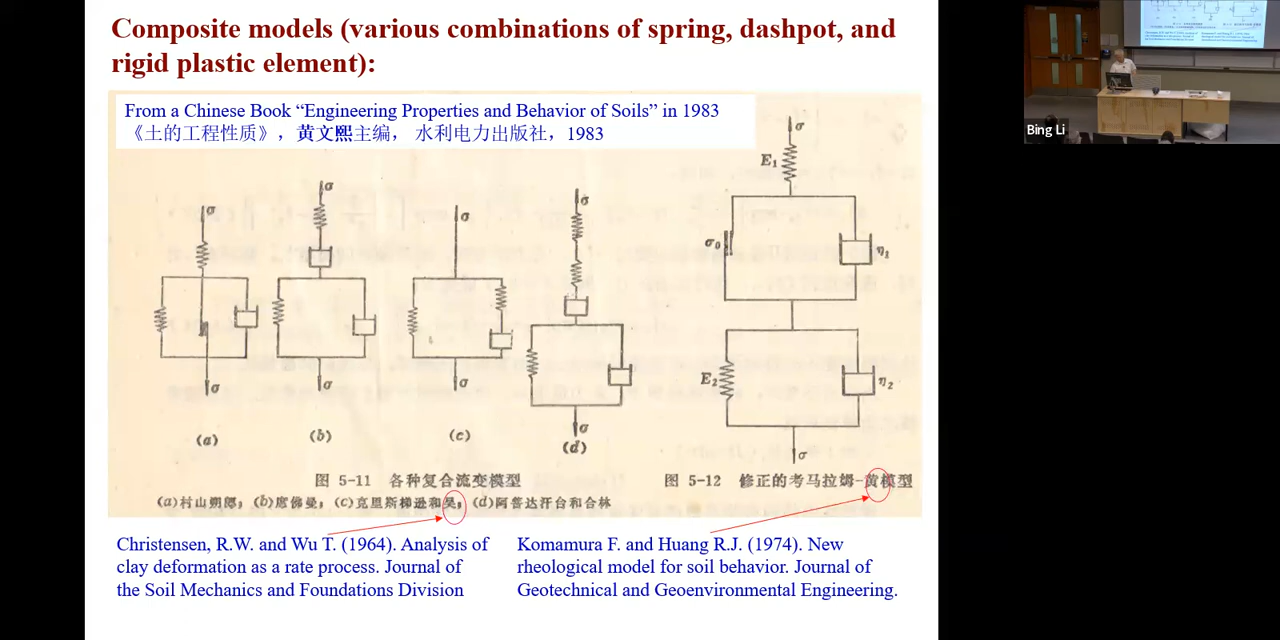 Composite models (various combinations of spring, dashpot, and
rigid plastic element):
From a Chinese Book “Engineering Properties and Behavior of Soils” in 1983
《土的工程性质》，黄文熙主编， 水利电力出版社，1983
σ
σ
(a)
σ
σ
(b)
σ
σ
(c)
σ
σ
(d)
σ
E₁
σ₀
η₁
E₂
η₂
σ
图 5-11 各种复合流变模型
(a)村山朔郎；(b)席佛曼；(c)克里斯梯逊和吴；(d)阿普达汗台和合林
图 5-12 修正的考马拉姆-黄模型
Christensen, R.W. and Wu T. (1964). Analysis of
clay deformation as a rate process. Journal of
the Soil Mechanics and Foundations Division
Komamura F. and Huang R.J. (1974). New
rheological model for soil behavior. Journal of
Geotechnical and Geoenvironmental Engineering.
Bing Li